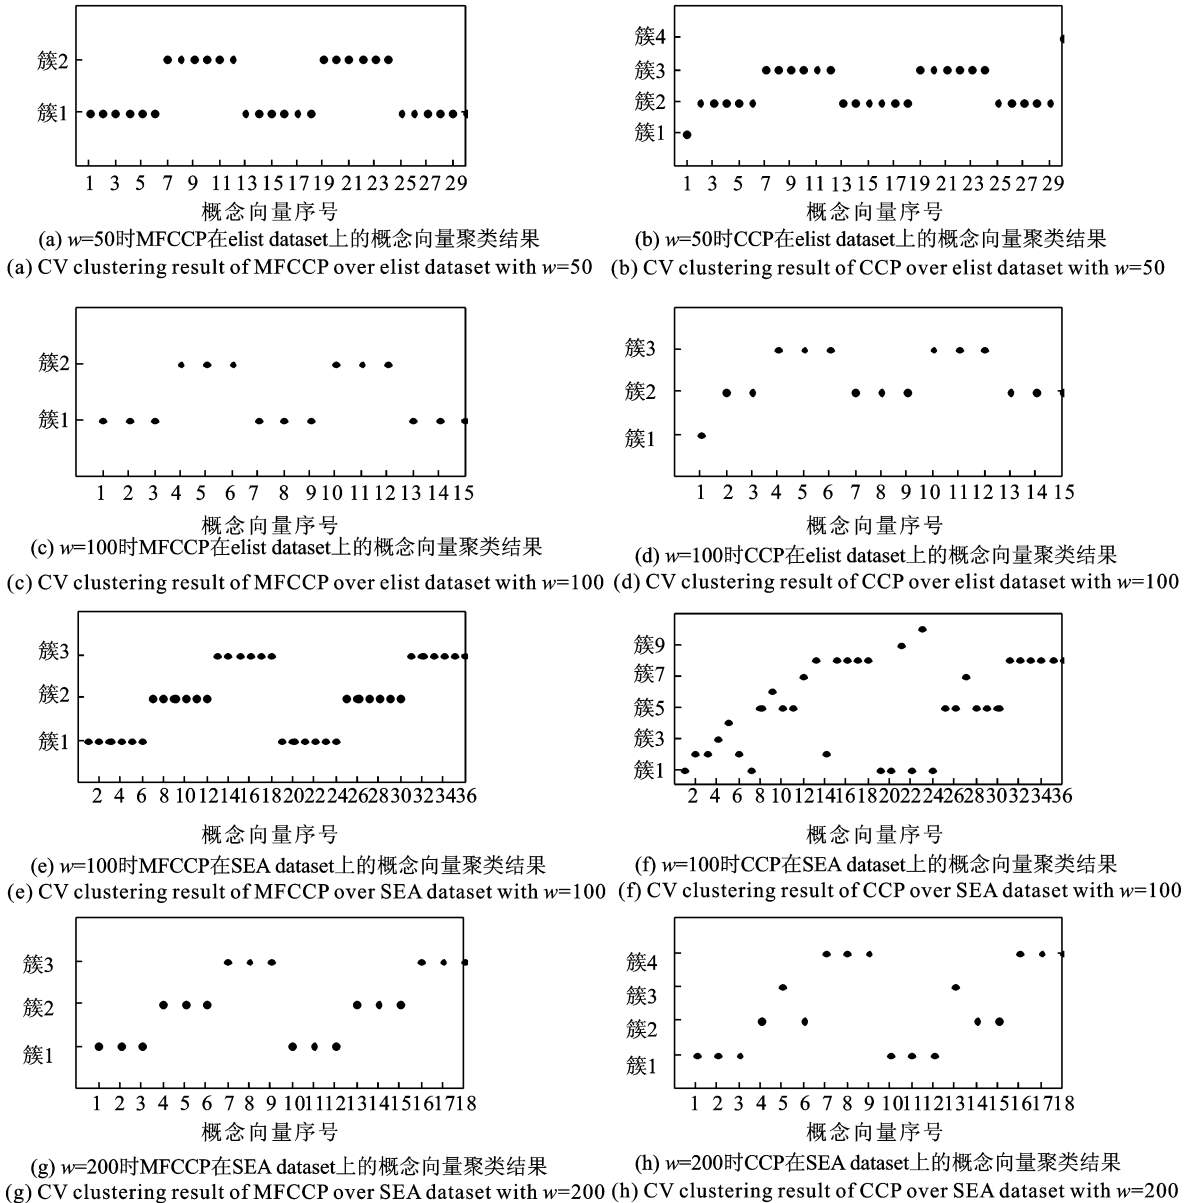 簇2
簇1
1 3 5 7 9 11 13 15 17 19 21 23 25 27 29
概念向量序号
(a) w=50时MFCCP在elist dataset上的概念向量聚类结果
(a) CV clustering result of MFCCP over elist dataset with w=50
簇4
簇3
簇2
簇1
1 3 5 7 9 11 13 15 17 19 21 23 25 27 29
概念向量序号
(b) w=50时CCP在elist dataset上的概念向量聚类结果
(b) CV clustering result of CCP over elist dataset with w=50
簇2
簇1
1 2 3 4 5 6 7 8 9 10 11 12 13 14 15
概念向量序号
(c) w=100时MFCCP在elist dataset上的概念向量聚类结果
(c) CV clustering result of MFCCP over elist dataset with w=100
簇3
簇2
簇1
1 2 3 4 5 6 7 8 9 10 11 12 13 14 15
概念向量序号
(d) w=100时CCP在elist dataset上的概念向量聚类结果
(d) CV clustering result of CCP over elist dataset with w=100
簇3
簇2
簇1
2 4 6 8 10 12 14 16 18 20 22 24 26 28 30 32 34 36
概念向量序号
(e) w=100时MFCCP在SEA dataset上的概念向量聚类结果
(e) CV clustering result of MFCCP over SEA dataset with w=100
簇9
簇7
簇5
簇3
簇1
2 4 6 8 10 12 14 16 18 20 22 24 26 28 30 32 34 36
概念向量序号
(f) w=100时CCP在SEA dataset上的概念向量聚类结果
(f) CV clustering result of CCP over SEA dataset with w=100
簇3
簇2
簇1
1 2 3 4 5 6 7 8 9 10 11 12 13 14 15 16 17 18
概念向量序号
(g) w=200时MFCCP在SEA dataset上的概念向量聚类结果
(g) CV clustering result of MFCCP over SEA dataset with w=200
簇4
簇3
簇2
簇1
1 2 3 4 5 6 7 8 9 10 11 12 13 14 15 16 17 18
概念向量序号
(h) w=200时CCP在SEA dataset上的概念向量聚类结果
(h) CV clustering result of CCP over SEA dataset with w=200